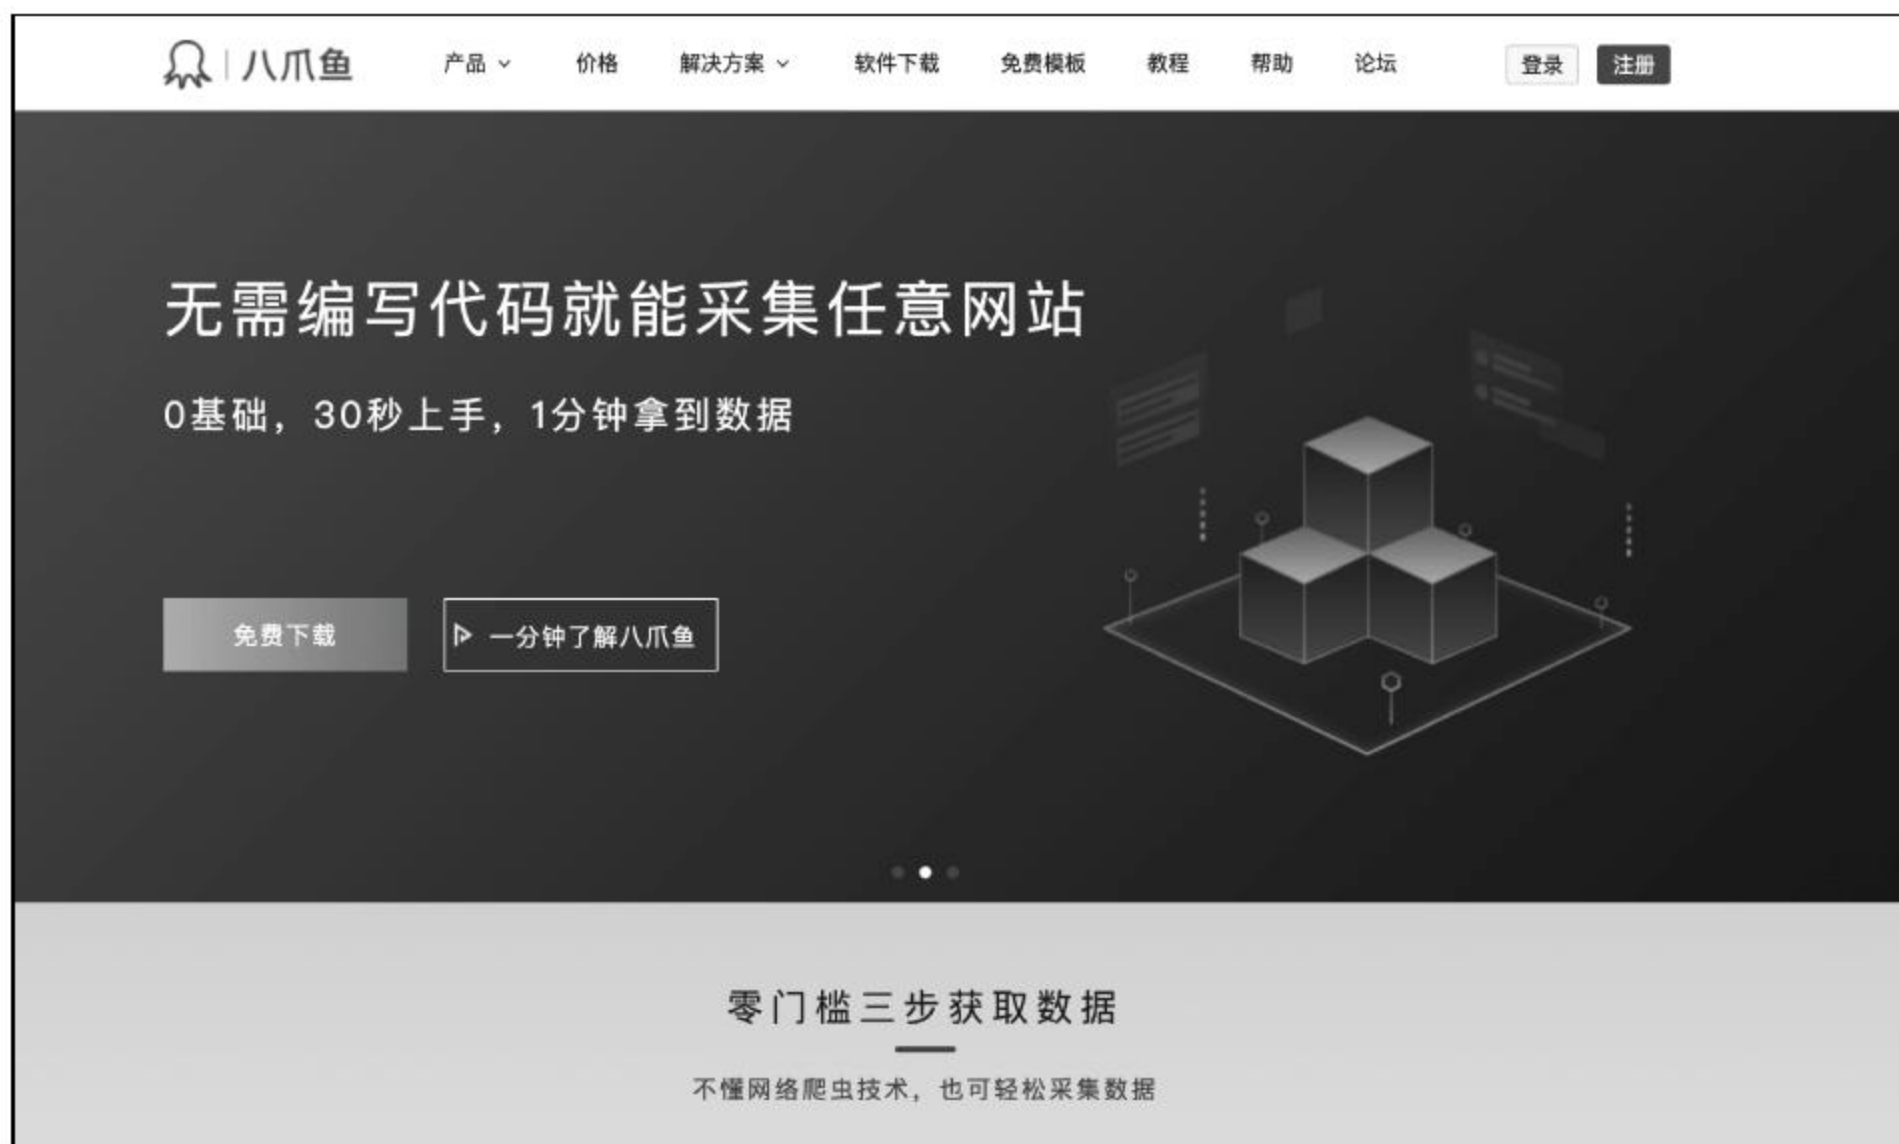 八爪鱼 产品 价格 解决方案 软件下载 免费模板 教程 帮助 论坛 登录 注册
无需编写代码就能采集任意网站
0基础，30秒上手，1分钟拿到数据
免费下载 一分钟了解八爪鱼
零门槛三步获取数据
不懂网络爬虫技术，也可轻松采集数据